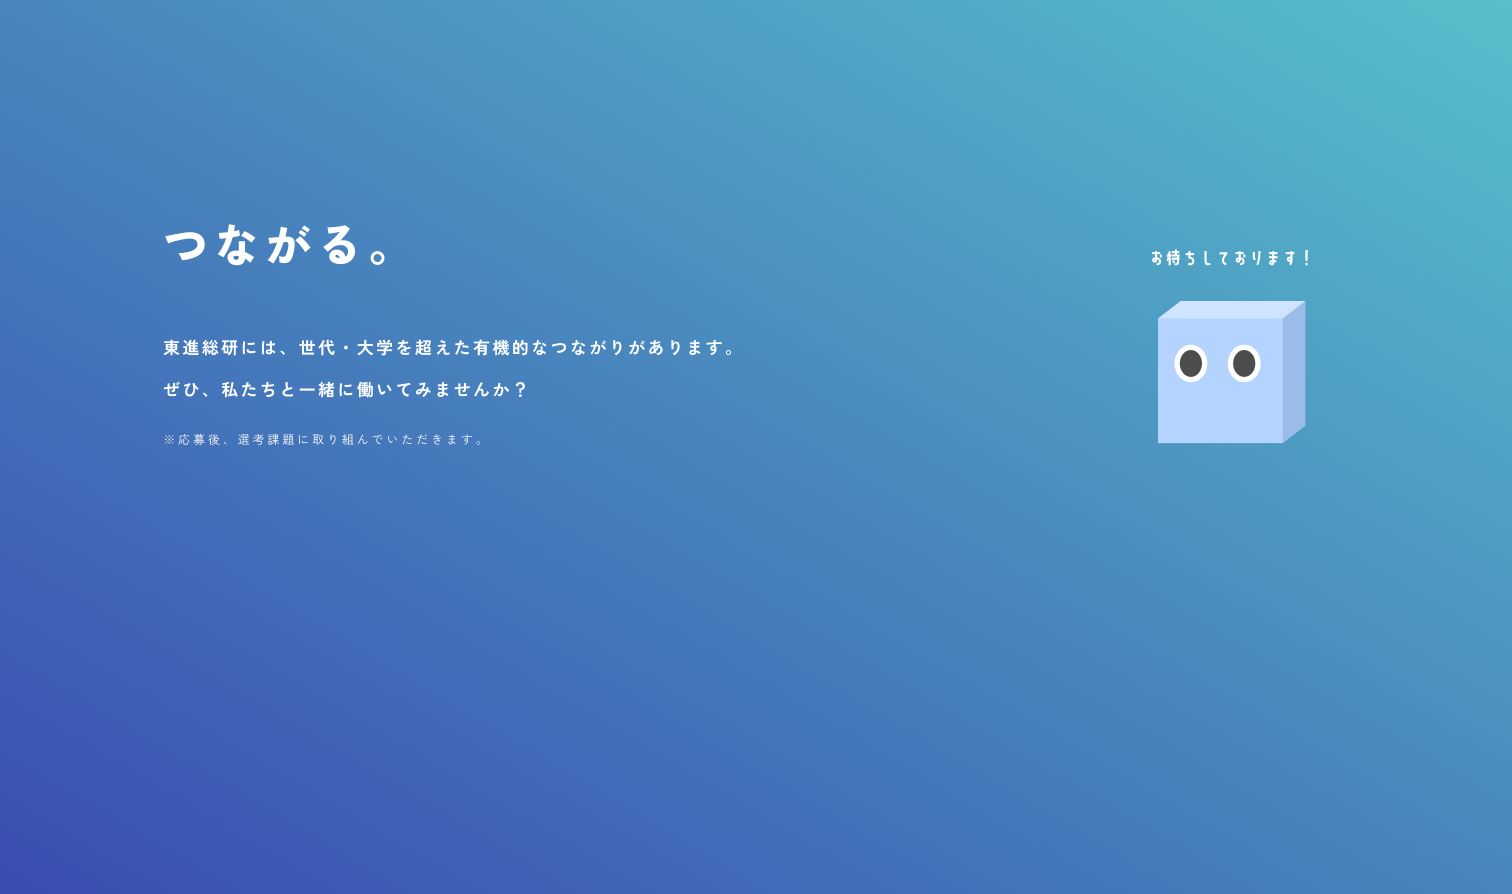 つながる。
お待ちしております！
東進総研には、世代・大学を超えた有機的なつながりがあります。
ぜひ、私たちと一緒に働いてみませんか？
※応募後、選考課題に取り組んでいただきます。